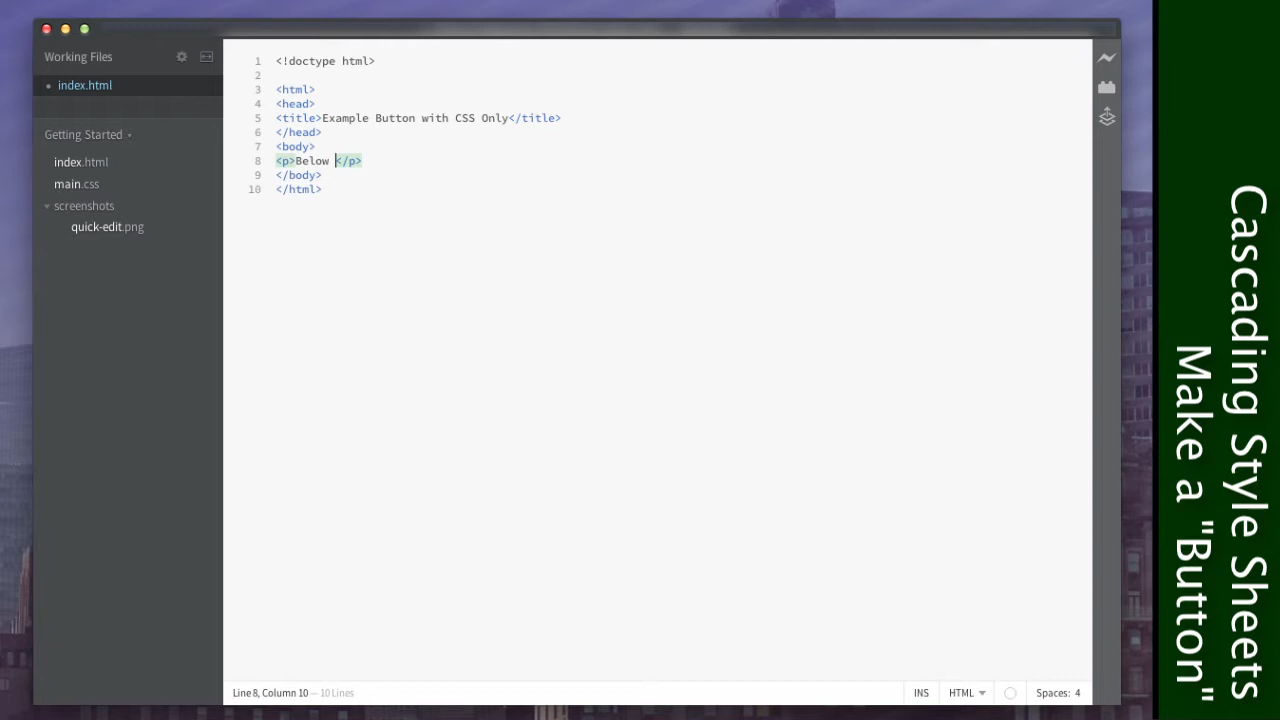 Working Files
index.html
Getting Started
index.html
main.css
screenshots
quick-edit.png
1 <!doctype html>
2
3 <html>
4 <head>
5 <title>Example Button with CSS Only</title>
6 </head>
7 <body>
8 <p>Below </p>
9 </body>
10 </html>
Line 8, Column 10 — 10 Lines
INS
HTML
Spaces: 4
Cascading Style Sheets
Make a "Button"